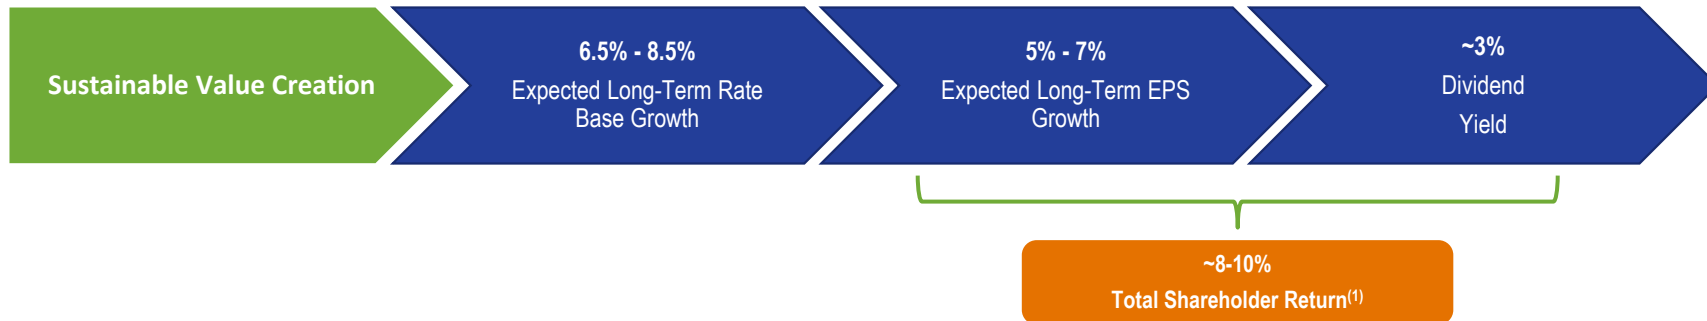 Sustainable Value Creation
6.5% - 8.5%
Expected Long-Term Rate
Base Growth
5% - 7%
Expected Long-Term EPS
Growth
~3%
Dividend
Yield
~8-10%
Total Shareholder Return(1)